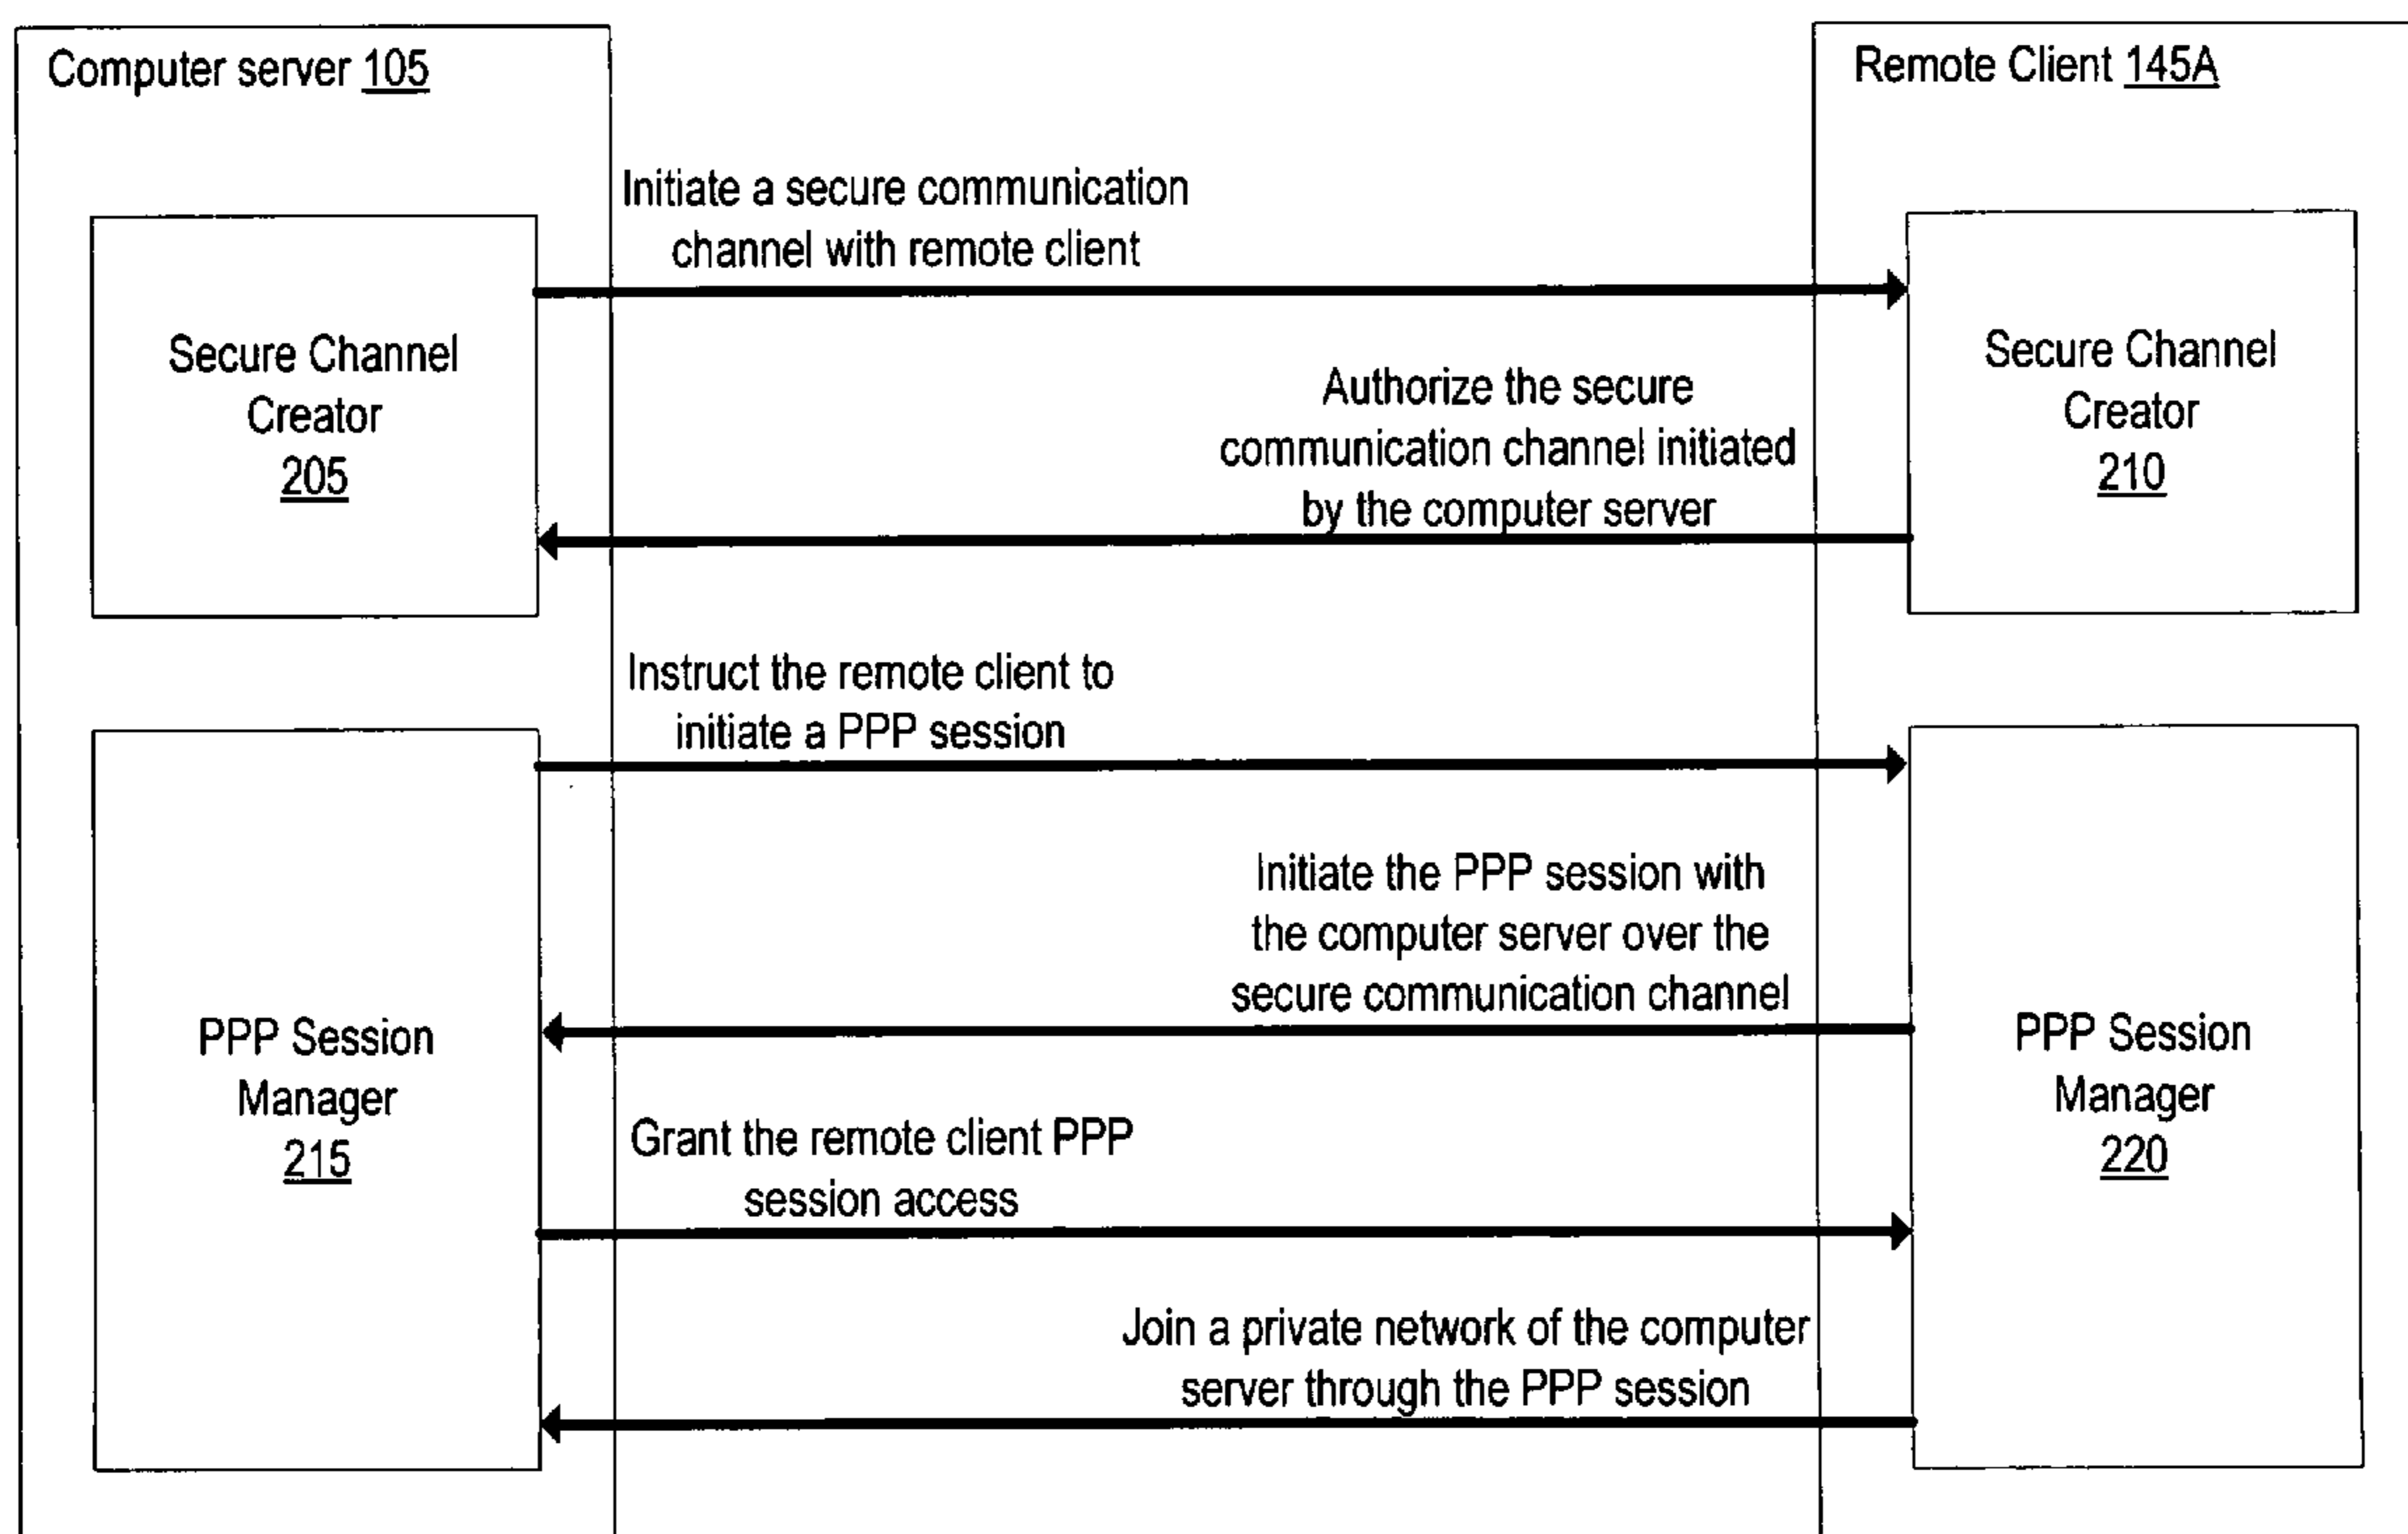 Computer server 105
Remote Client 145A
Initiate a secure communication
channel with remote client
Secure Channel
Creator
205
Secure Channel
Creator
210
Authorize the secure
communication channel initiated
by the computer server
Instruct the remote client to
initiate a PPP session
Initiate the PPP session with
the computer server over the
secure communication channel
PPP Session
Manager
215
PPP Session
Manager
220
Grant the remote client PPP
session access
Join a private network of the computer
server through the PPP session